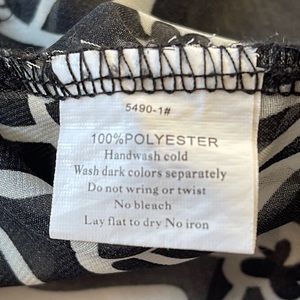 5490-1#
100%POLYESTER
Handwash cold
Wash dark colors separately
Do not wring or twist
No bleach
Lay flat to dry No iron